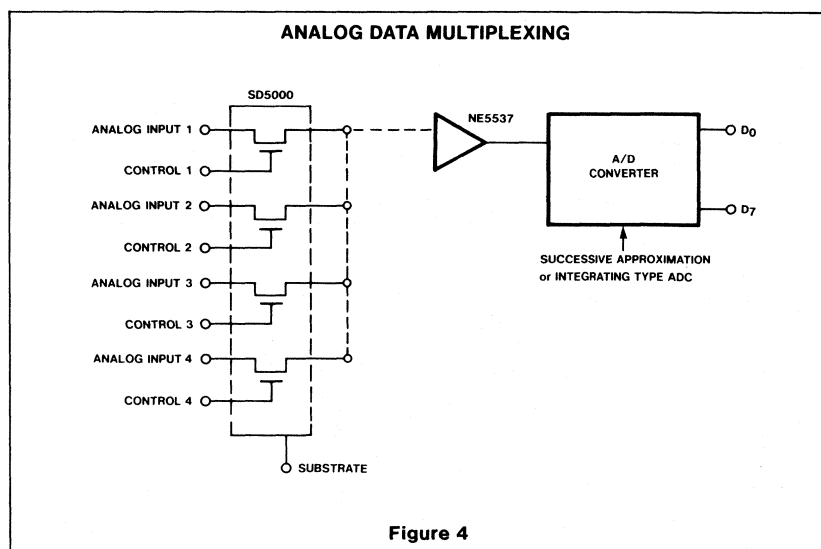 ANALOG DATA MULTIPLEXING
SD5000
NE5537
ANALOG INPUT 1
CONTROL 1
ANALOG INPUT 2
CONTROL 2
ANALOG INPUT 3
CONTROL 3
ANALOG INPUT 4
CONTROL 4
SUBSTRATE
A/D
CONVERTER
D0
D7
SUCCESSIVE APPROXIMATION
or INTEGRATING TYPE ADC
Figure 4